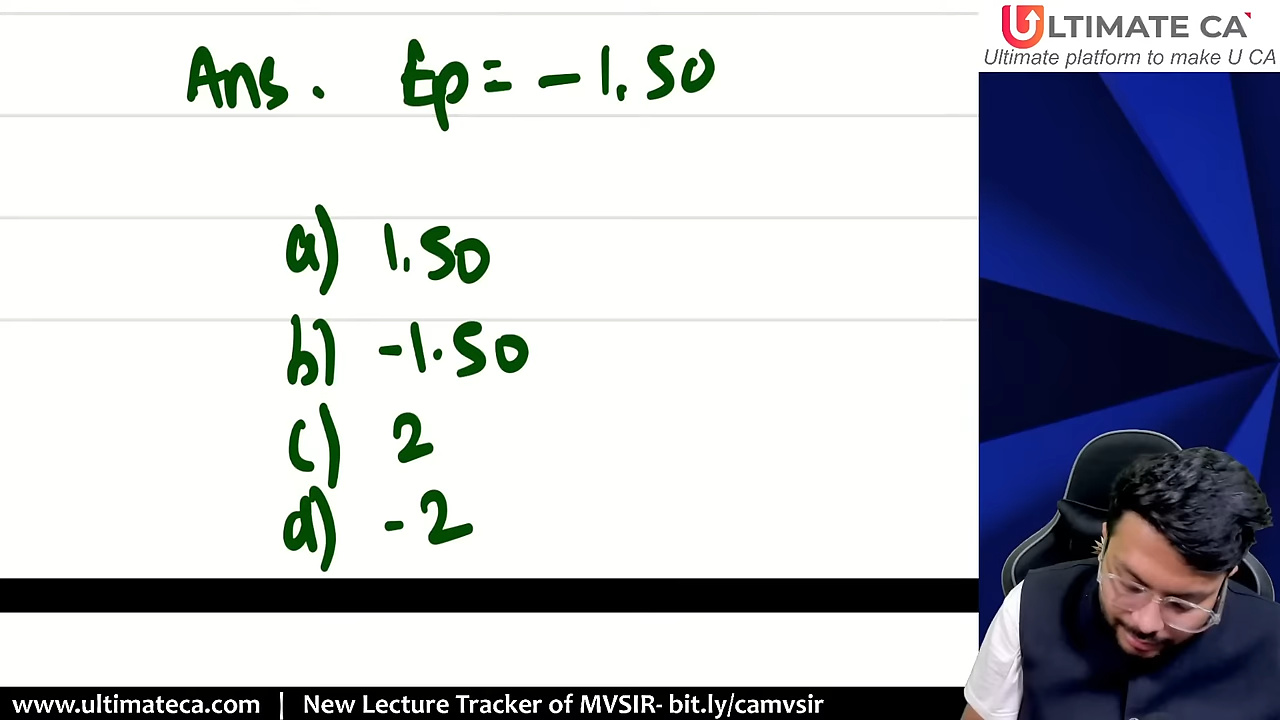 ULTIMATE CA
Ultimate platform to make U CA
Ans. Ep = -1.50
a) 1.50
b) -1.50
c) 2
d) -2
www.ultimateca.com | New Lecture Tracker of MVSIR- bit.ly/camvsir